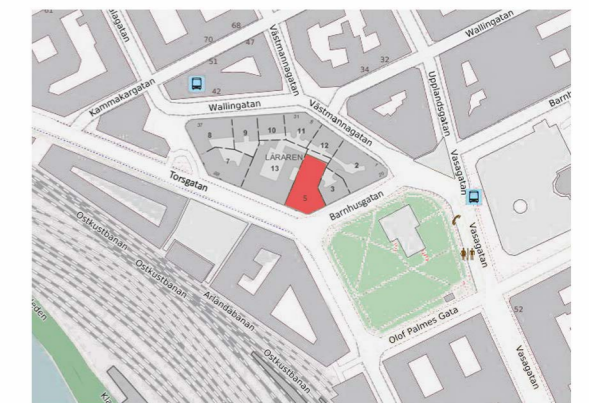 61
68
70
47
51
42
32
34
Västmannagatan
Wallingatan
Upplandsgatan
Kammakargatan
Wallingatan
Västmannagatan
8
9
10
11
12
7
LÄRAREN
13
2
3
5
Torsgatan
Barnhusgatan
Vasagatan
Vasagatan
Ostkustbanan
Ostkustbanan
Arlandabanan
Ostkustbanan
Olof Palmes Gata
52
Vasagatan